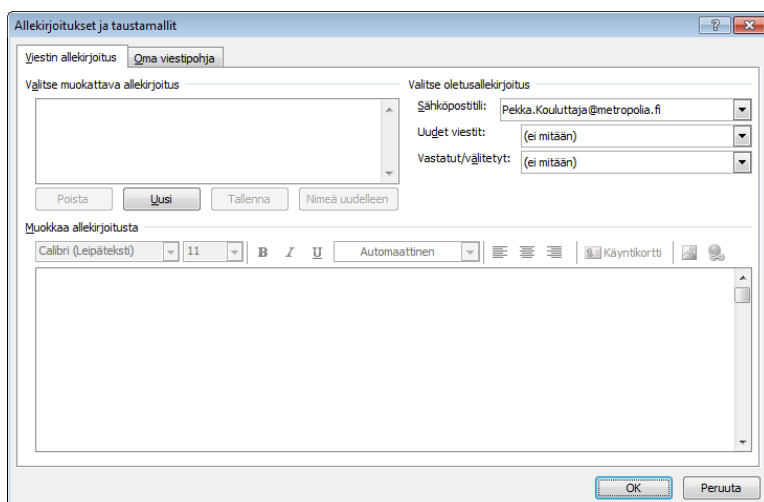 Allekirjoitukset ja taustamallit
Viestin allekirjoitus Oma viestipohja
Valitse muokattava allekirjoitus
Valitse oletusallekirjoitus
Sähköpostitili: Pekka.Kouluttaja@metropolia.fi
Uudet viestit: (ei mitään)
Vastatut/välitetyt: (ei mitään)
Poista Uusi Tallenna Nimeä uudelleen
Muokkaa allekirjoitusta
Calibri (Leipäteksti) 11 B I U Automaattinen Käyntikortti
OK Peruuta